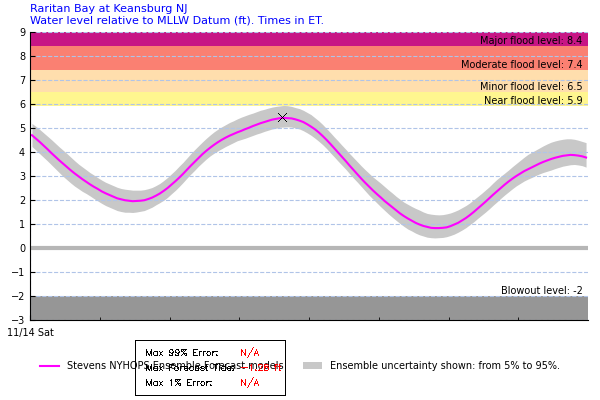 Raritan Bay at Keansburg NJ
Water level relative to MLLW Datum (ft). Times in ET.
9
Major flood level: 8.4
8
Moderate flood level: 7.4
7
Minor flood level: 6.5
Near flood level: 5.9
6
5
4
3
2
1
0
−1
Blowout level: -2
−2
−3
11/14 Sat
Max 99% Error: N/A
Stevens NYHOPS Ensemble Forecast models
Ensemble uncertainty shown: from 5% to 95%.
Max Forecast Tide:
Max 1% Error: N/A